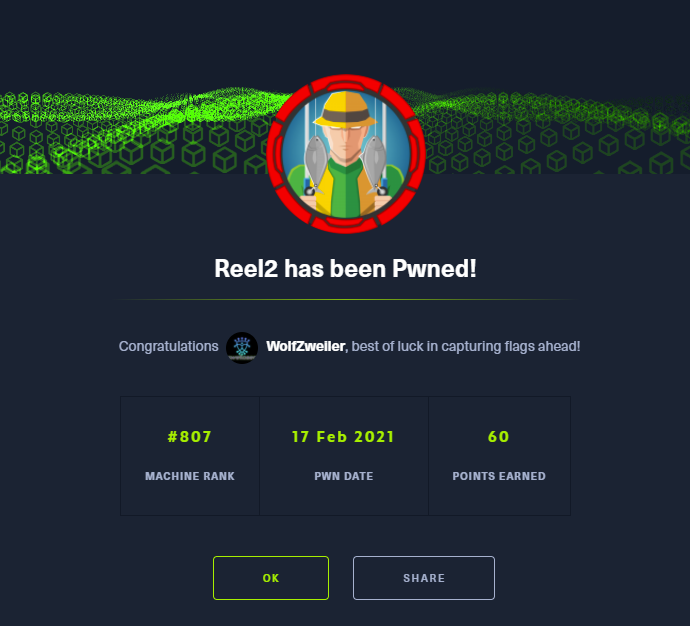 Reel2 has been Pwned!
Congratulations WolfZweiler, best of luck in capturing flags ahead!
#807 17 Feb 2021 60
MACHINE RANK PWN DATE POINTS EARNED
OK SHARE